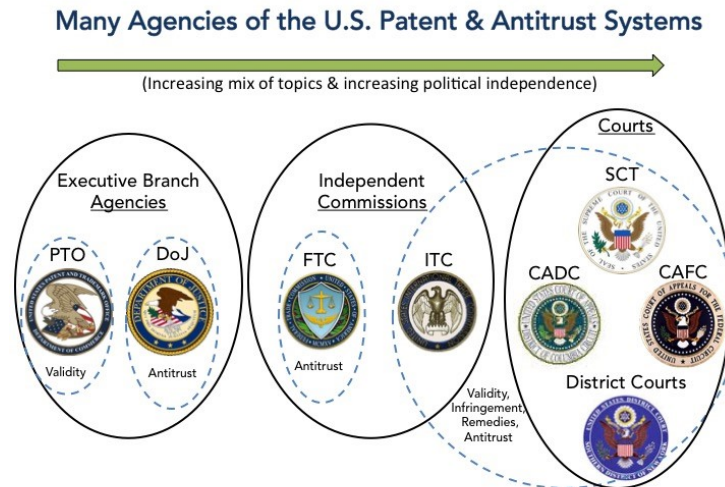 Many Agencies of the U.S. Patent & Antitrust Systems
(Increasing mix of topics & increasing political independence)
Executive Branch
Agencies
PTO
DoJ
Validity
Antitrust
Independent
Commissions
FTC
ITC
Antitrust
Courts
SCT
CADC
CAFC
District Courts
Validity,
Infringement,
Remedies,
Antitrust